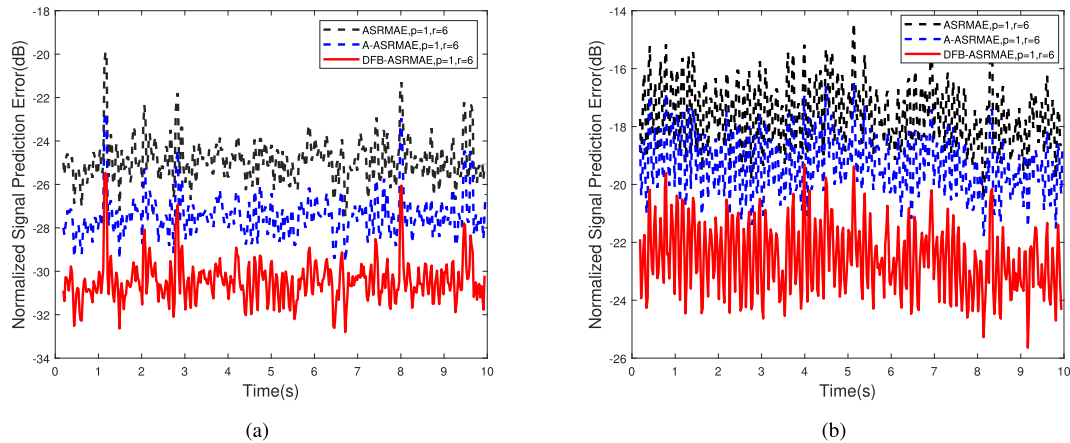 ASRMAE,p=1,r=6
A-ASRMAE,p=1,r=6
DFB-ASRMAE,p=1,r=6
Normalized Signal Prediction Error(dB)
-18
-20
-22
-24
-26
-28
-30
-32
-34
0 1 2 3 4 5 6 7 8 9 10
Time(s)
(a)
ASRMAE,p=1,r=6
A-ASRMAE,p=1,r=6
DFB-ASRMAE,p=1,r=6
Normalized Signal Prediction Error(dB)
-14
-16
-18
-20
-22
-24
-26
0 1 2 3 4 5 6 7 8 9 10
Time(s)
(b)